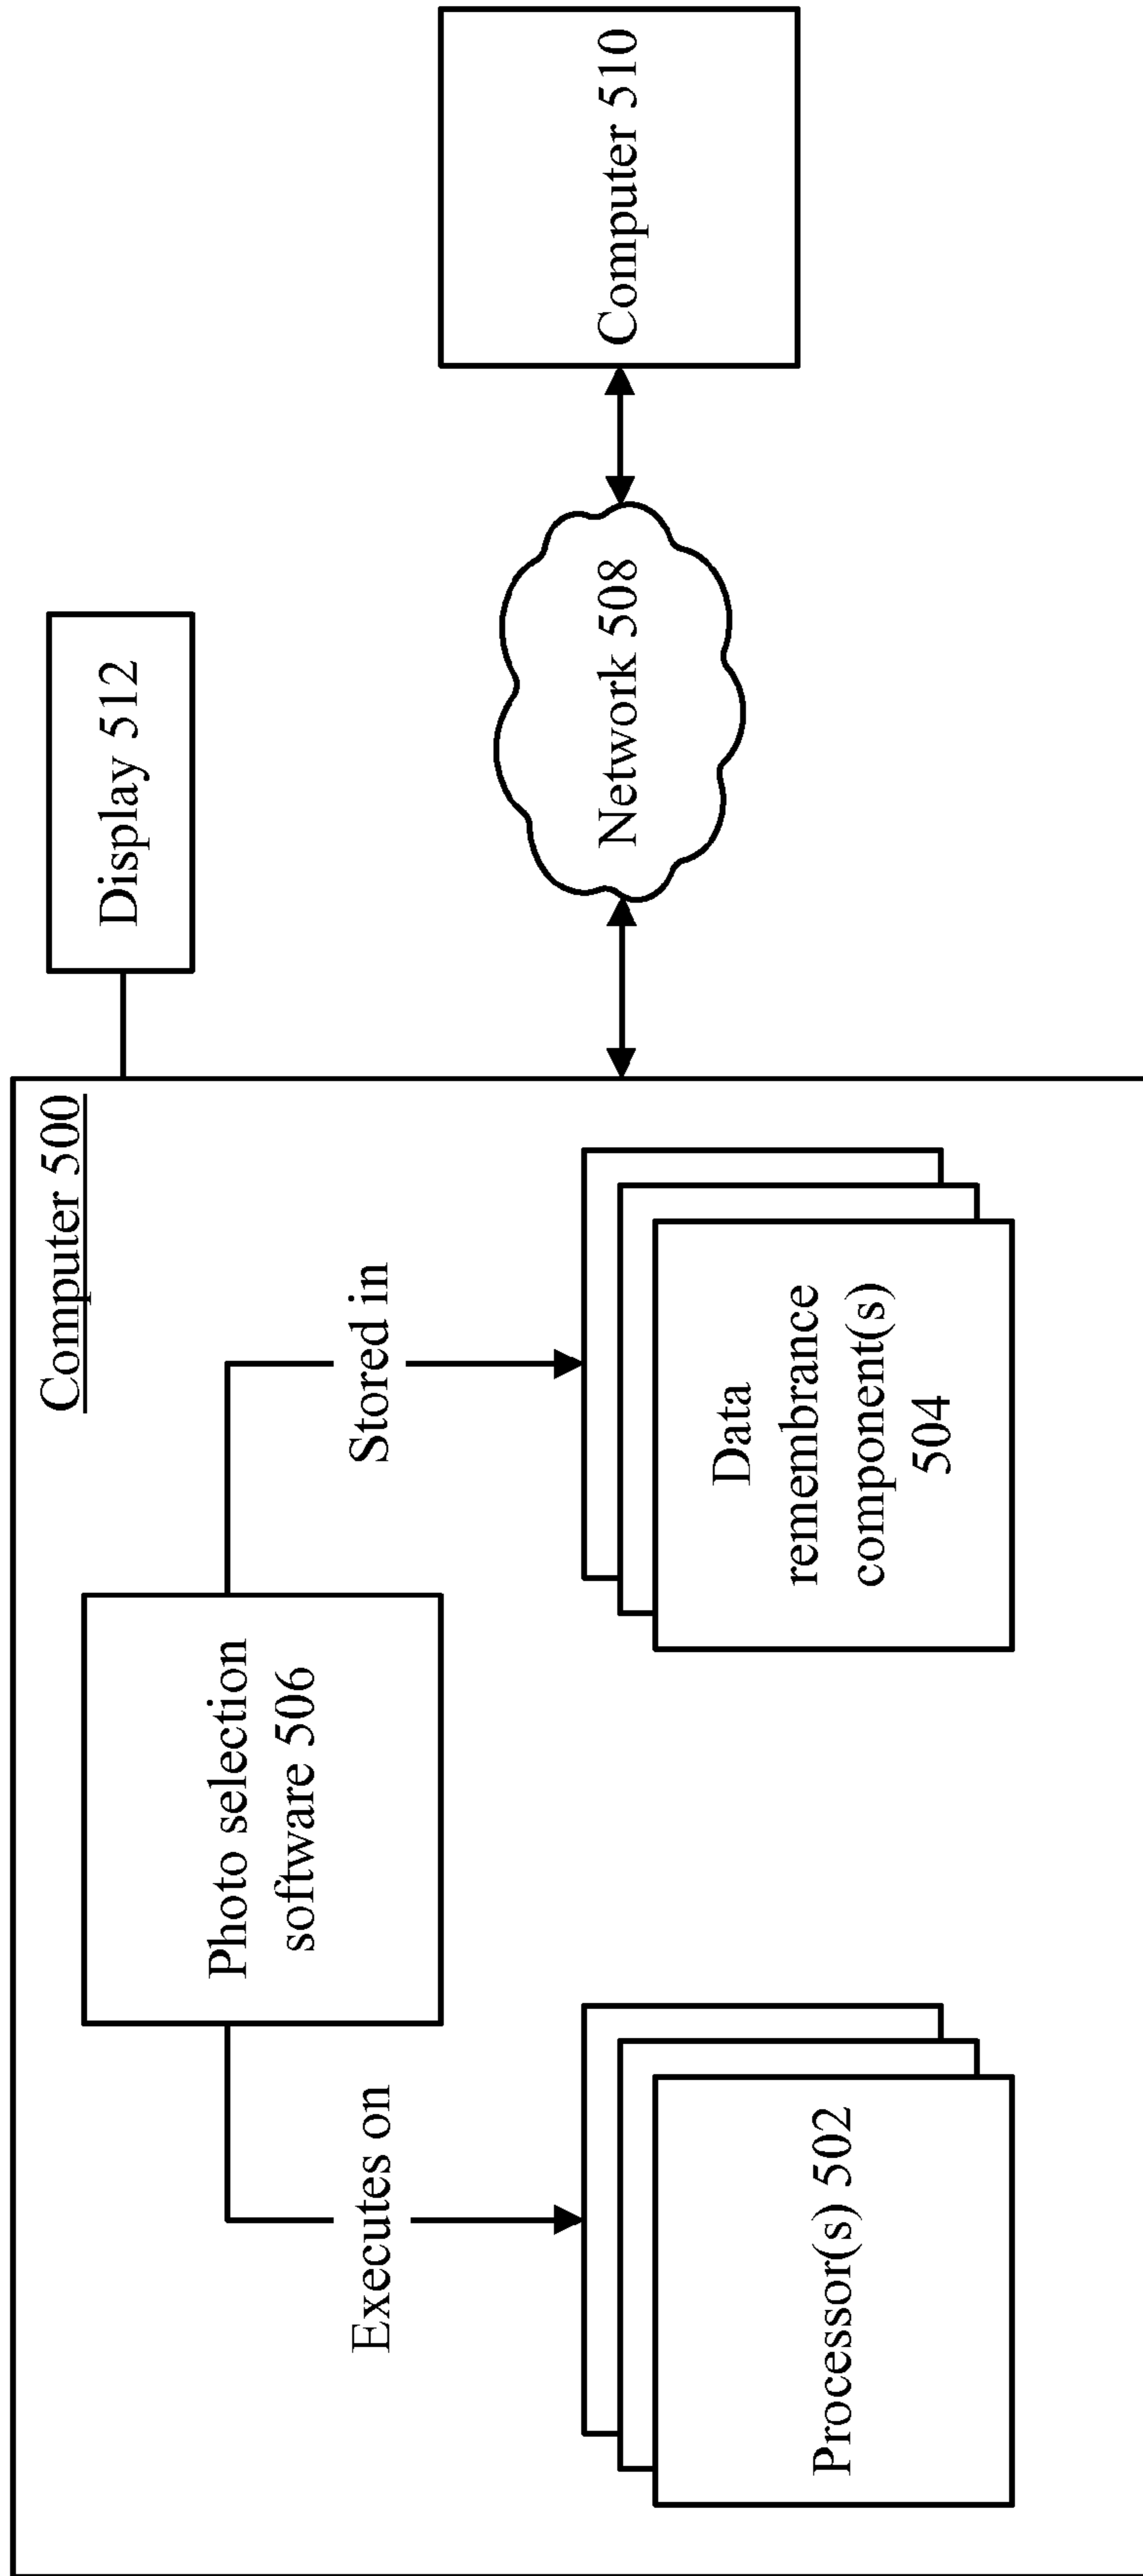 Computer 500
Photo selection
software 506
Executes on
Stored in
Processor(s) 502
Data
remembrance
component(s)
504
Display 512
Network 508
Computer 510